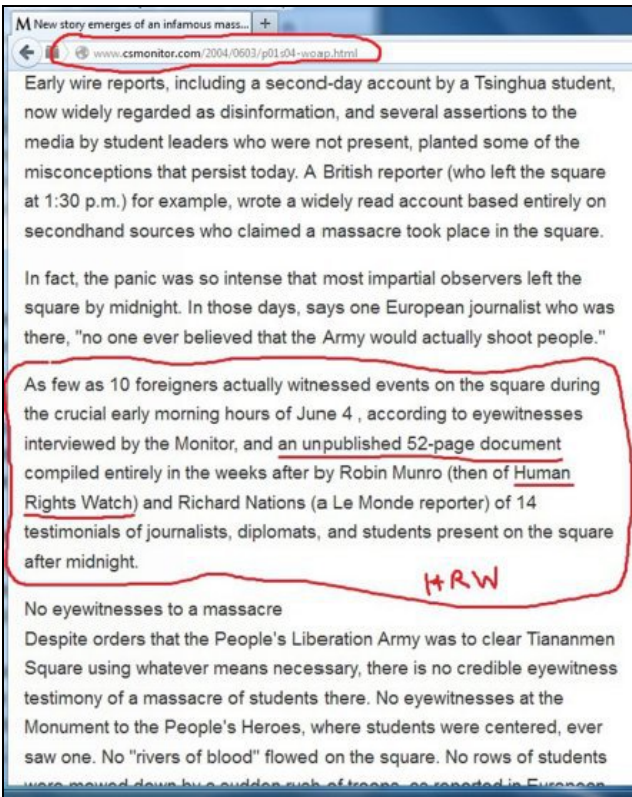 M New story emerges of an infamous mass... +
www.csmonitor.com/2004/0603/p01s04-woap.html
Early wire reports, including a second-day account by a Tsinghua student,
now widely regarded as disinformation, and several assertions to the
media by student leaders who were not present, planted some of the
misconceptions that persist today. A British reporter (who left the square
at 1:30 p.m.) for example, wrote a widely read account based entirely on
secondhand sources who claimed a massacre took place in the square.
In fact, the panic was so intense that most impartial observers left the
square by midnight. In those days, says one European journalist who was
there, "no one ever believed that the Army would actually shoot people."
As few as 10 foreigners actually witnessed events on the square during
the crucial early morning hours of June 4 , according to eyewitnesses
interviewed by the Monitor, and an unpublished 52-page document
compiled entirely in the weeks after by Robin Munro (then of Human
Rights Watch) and Richard Nations (a Le Monde reporter) of 14
testimonials of journalists, diplomats, and students present on the square
after midnight.
HRW
No eyewitnesses to a massacre
Despite orders that the People's Liberation Army was to clear Tiananmen
Square using whatever means necessary, there is no credible eyewitness
testimony of a massacre of students there. No eyewitnesses at the
Monument to the People's Heroes, where students were centered, ever
saw one. No "rivers of blood" flowed on the square. No rows of students
were mowed down by a sudden rush of troops, as reported in European